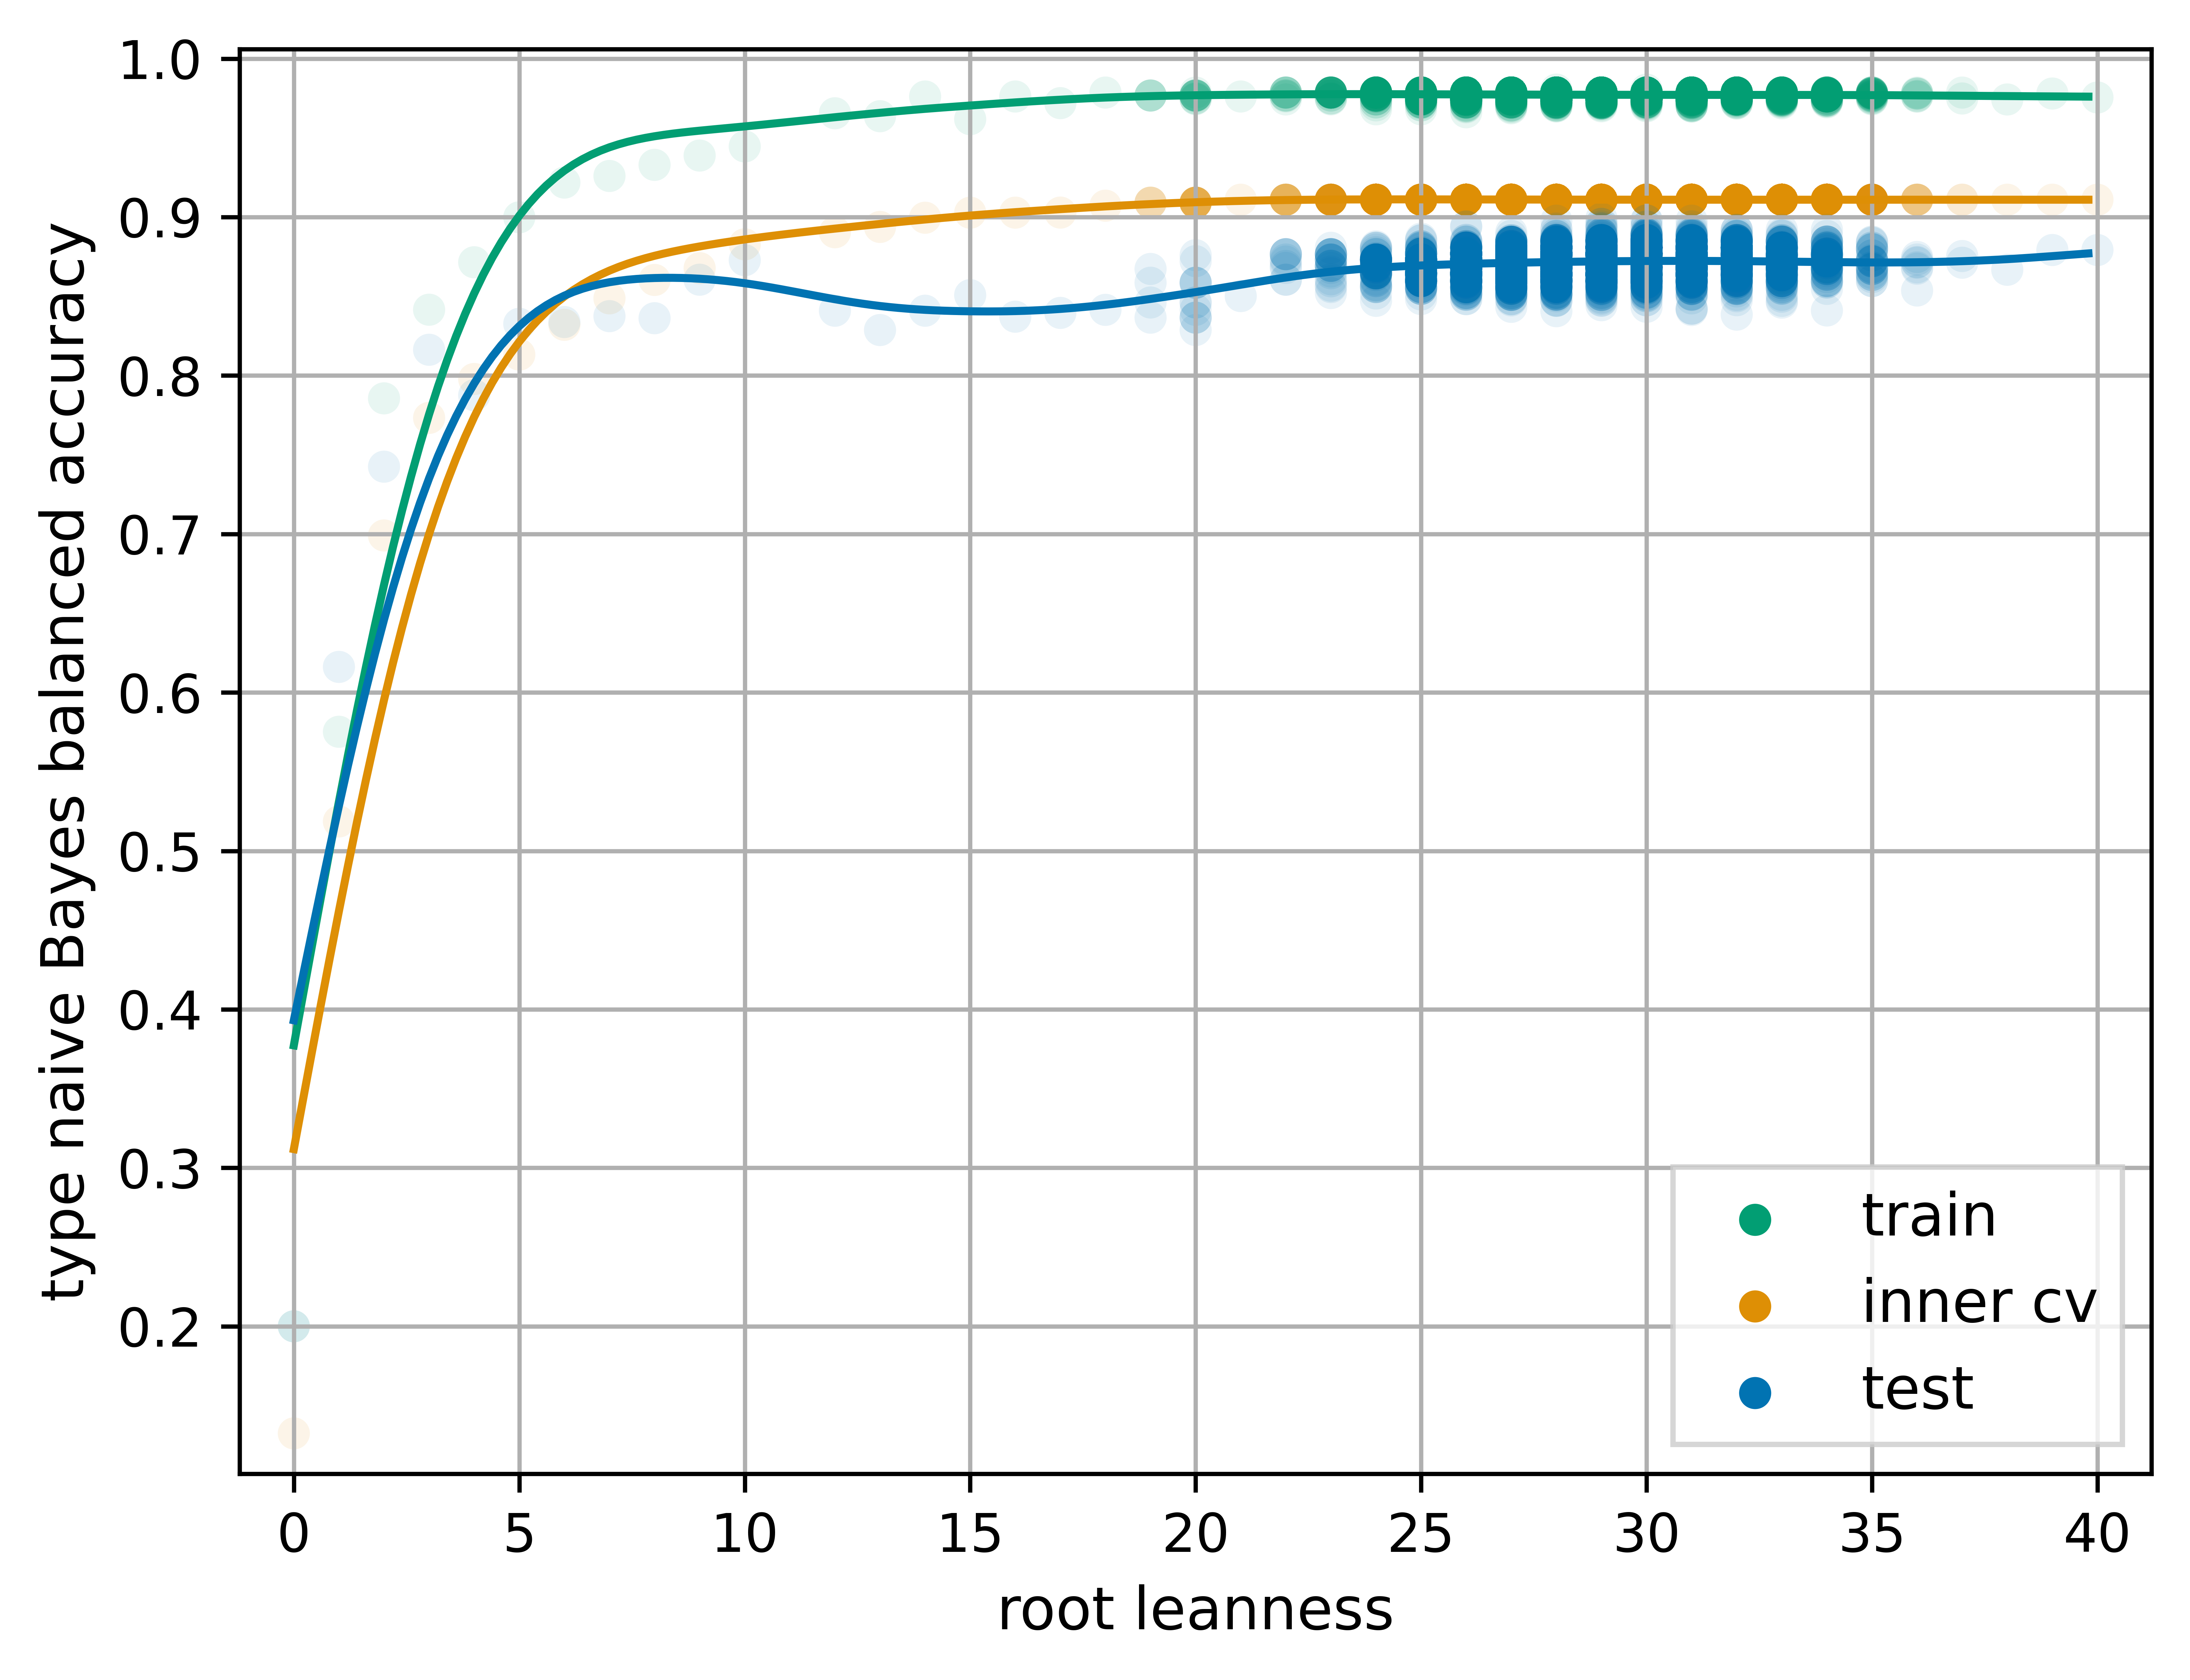 type naive Bayes balanced accuracy
1.0
0.9
0.8
0.7
0.6
0.5
0.4
0.3
0.2
train
inner cv
test
0 5 10 15 20 25 30 35 40
root leanness